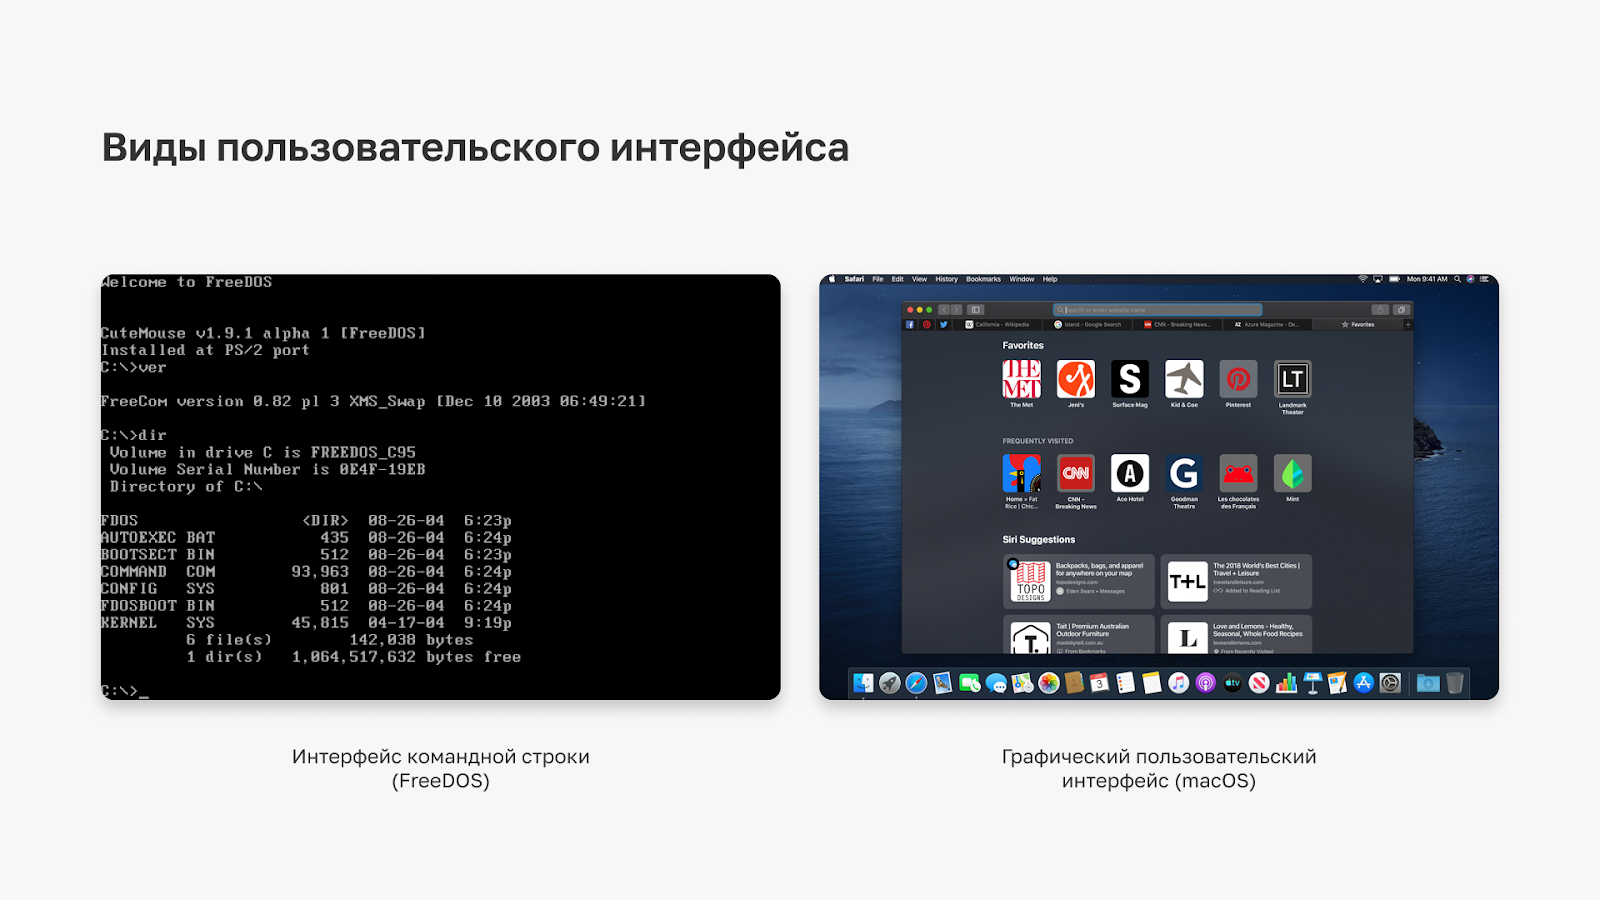 Виды пользовательского интерфейса
Welcome to FreeDOS
CuteMouse v1.9.1 alpha 1 [FreeDOS]
Installed at PS/2 port
C:\>ver
FreeCom version 0.82 pl 3 XMS_Swap [Dec 10 2003 06:49:21]
C:\>dir
Volume in drive C is FREEDOS_C95
Volume Serial Number is 0E4F-19EB
Directory of C:\
FDOS <DIR> 08-26-04 6:23p
AUTOEXEC BAT 435 08-26-04 6:24p
BOOTSECT BIN 512 08-26-04 6:23p
COMMAND COM 93,963 08-26-04 6:24p
CONFIG SYS 801 08-26-04 6:24p
FDOSBOOT BIN 512 08-26-04 6:24p
KERNEL SYS 45,815 04-17-04 9:19p
6 file(s) 142,038 bytes
1 dir(s) 1,064,517,632 bytes free
C:\>_
Интерфейс командной строки
(FreeDOS)
Safari File Edit View History Bookmarks Window Help Mon 9:41 AM
Search or enter website name
California - Wikipedia island - Google Search CNN - Breaking News... AZ Azure Magazine - De... Favorites
Favorites
THE MET S LT
The Met Jeni's Surface Mag Kid & Coe Pinterest Landmark
Theater
FREQUENTLY VISITED
CNN A G
Home » Fat CNN - Ace Hotel Goodman Les chocolates Mint
Rice | Chic... Breaking News Theatre des Français
Siri Suggestions
TOPO
DESIGNS
Backpacks, bags, and apparel
for anywhere on your map
topodesigns.com
Eden Sears • Messages
T+L
The 2018 World's Best Cities |
Travel + Leisure
travelandleisure.com
Added to Reading List
T.
Tait | Premium Australian
Outdoor Furniture
madebytait.com.au
From Bookmarks
L
Love and Lemons - Healthy,
Seasonal, Whole Food Recipes
loveandlemons.com
From Recently Visited
3
tv
Графический пользовательский
интерфейс (macOS)